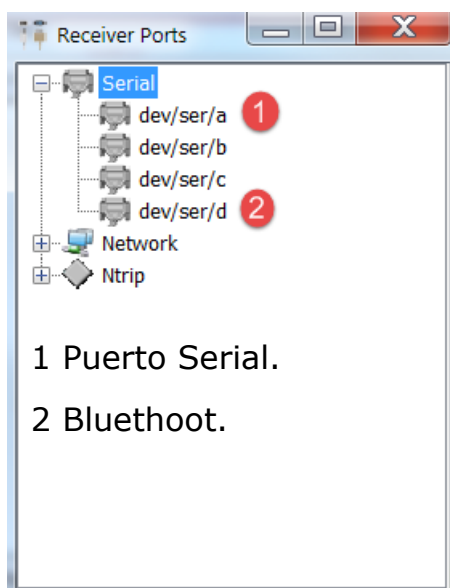 Receiver Ports
Serial
dev/ser/a 1
dev/ser/b
dev/ser/c
dev/ser/d 2
Network
Ntrip
1 Puerto Serial.
2 Bluethoot.